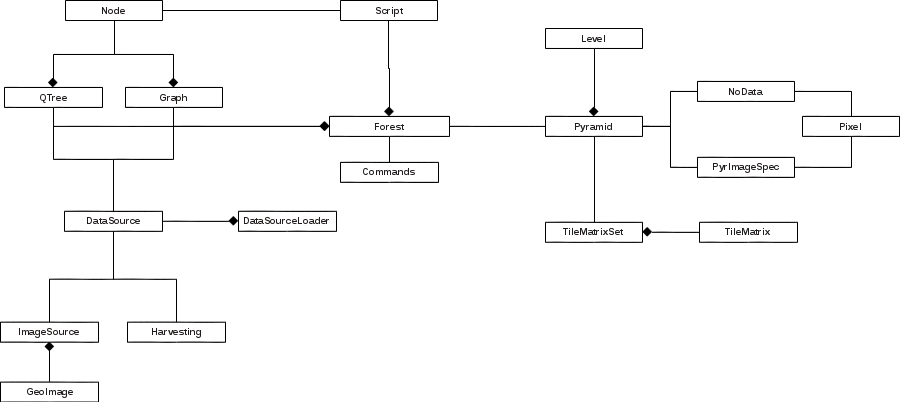 Node
Script
Level
QTree
Graph
NoData
Forest
Pyramid
Pixel
Commands
PyrImageSpec
DataSource
DataSourceLoader
TileMatrixSet
TileMatrix
ImageSource
Harvesting
GeoImage